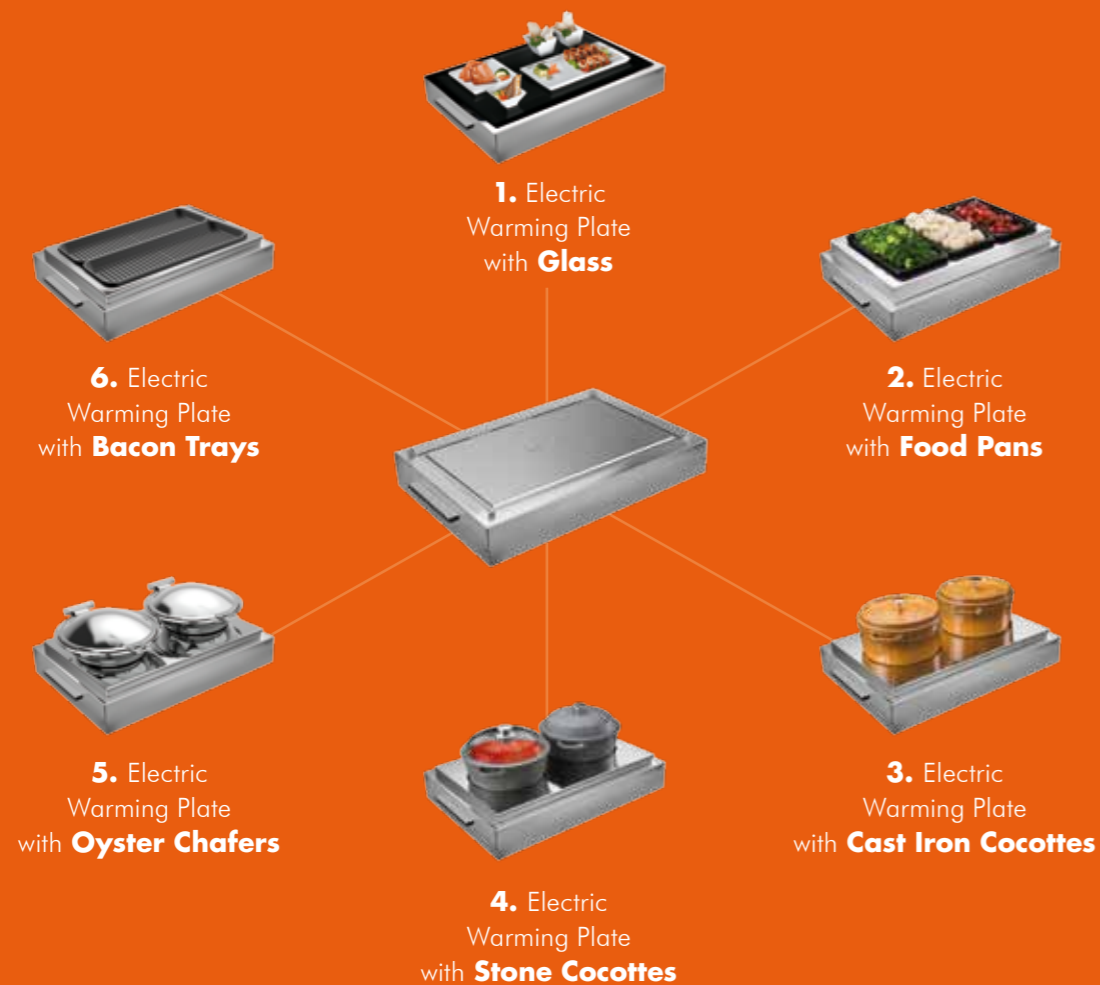 1. Electric
Warming Plate
with Glass
2. Electric
Warming Plate
with Food Pans
3. Electric
Warming Plate
with Cast Iron Cocottes
4. Electric
Warming Plate
with Stone Cocottes
5. Electric
Warming Plate
with Oyster Chafers
6. Electric
Warming Plate
with Bacon Trays